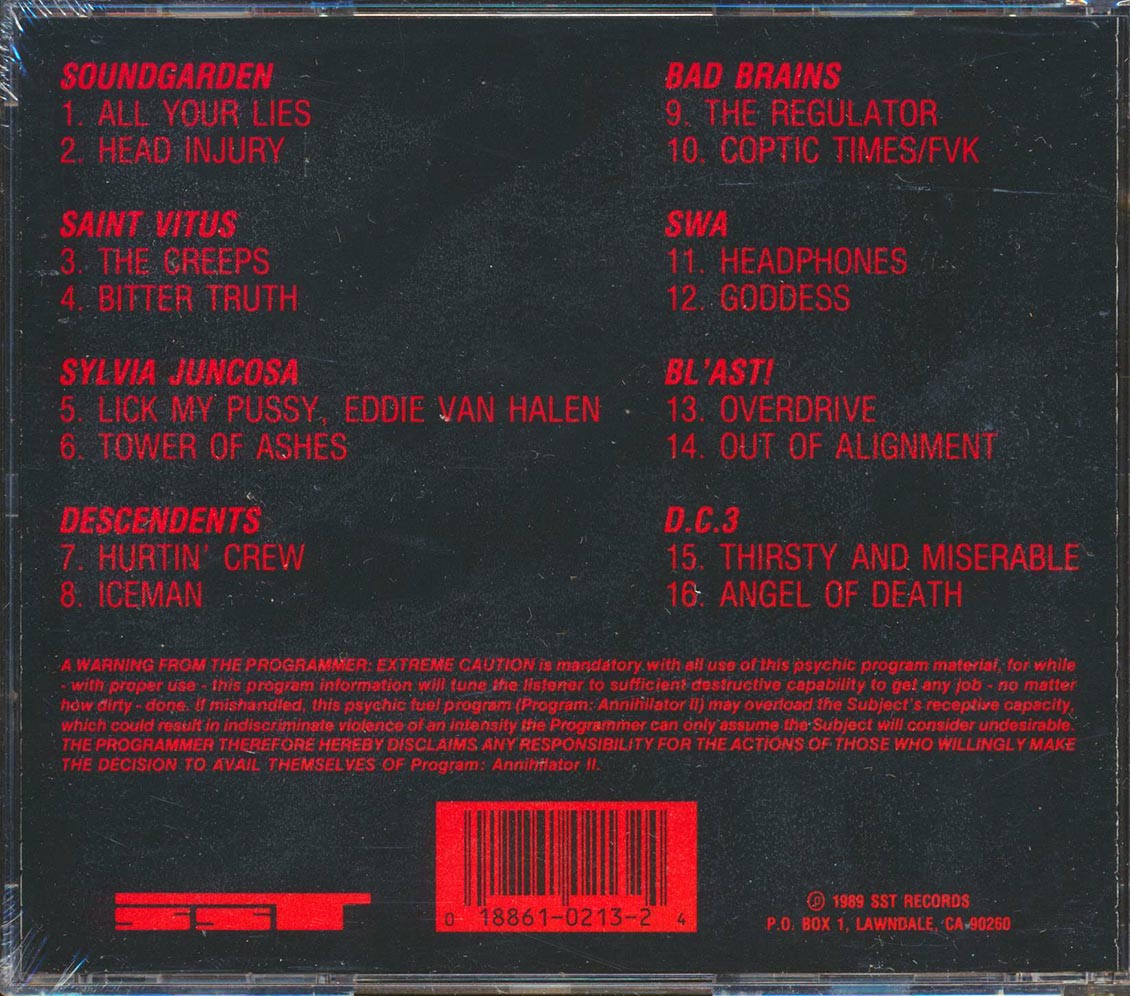 SOUNDGARDEN
1. ALL YOUR LIES
2. HEAD INJURY
SAINT VITUS
3. THE CREEPS
4. BITTER TRUTH
SYLVIA JUNCOSA
5. LICK MY PUSSY, EDDIE VAN HALEN
6. TOWER OF ASHES
DESCENDENTS
7. HURTIN' CREW
8. ICEMAN
BAD BRAINS
9. THE REGULATOR
10. COPTIC TIMES/FVK
SWA
11. HEADPHONES
12. GODDESS
BL'AST!
13. OVERDRIVE
14. OUT OF ALIGNMENT
D.C.3
15. THIRSTY AND MISERABLE
16. ANGEL OF DEATH
A WARNING FROM THE PROGRAMMER: EXTREME CAUTION is mandatory with all use of this psychic program material, for while
- with proper use - this program information will tune the listener to sufficient destructive capability to get any job - no matter
how dirty - done. If mishandled, this psychic fuel program (Program: Annihilator II) may overload the Subject's receptive capacity,
which could result in indiscriminate violence of an intensity the Programmer can only assume the Subject will consider undesirable.
THE PROGRAMMER THEREFORE HEREBY DISCLAIMS ANY RESPONSIBILITY FOR THE ACTIONS OF THOSE WHO WILLINGLY MAKE
THE DECISION TO AVAIL THEMSELVES OF Program: Annihilator II.
SST
0 18861-0213-2 4
℗ 1989 SST RECORDS
P.O. BOX 1, LAWNDALE, CA 90260